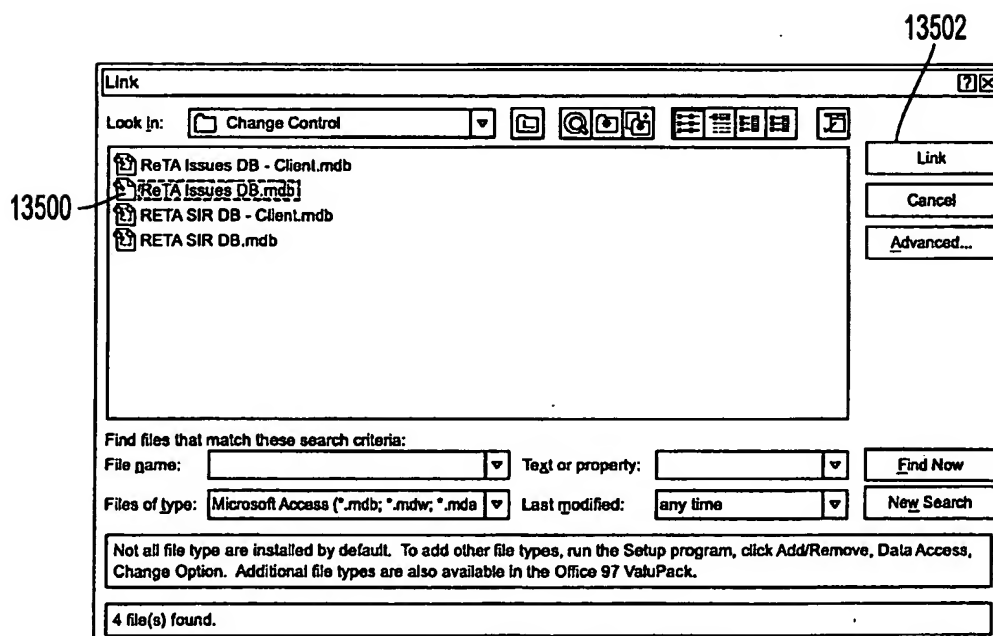 13502
Link
Look in: Change Control
ReTA Issues DB - Client.mdb
13500
ReTA Issues DB.mdb
RETA SIR DB - Client.mdb
RETA SIR DB.mdb
Link
Cancel
Advanced...
Find files that match these search criteria:
File name: Text or property: Find Now
Files of type: Microsoft Access (*.mdb; *.mdw; *.mda Last modified: any time New Search
Not all file type are installed by default. To add other file types, run the Setup program, click Add/Remove, Data Access,
Change Option. Additional file types are also available in the Office 97 ValuPack.
4 file(s) found.